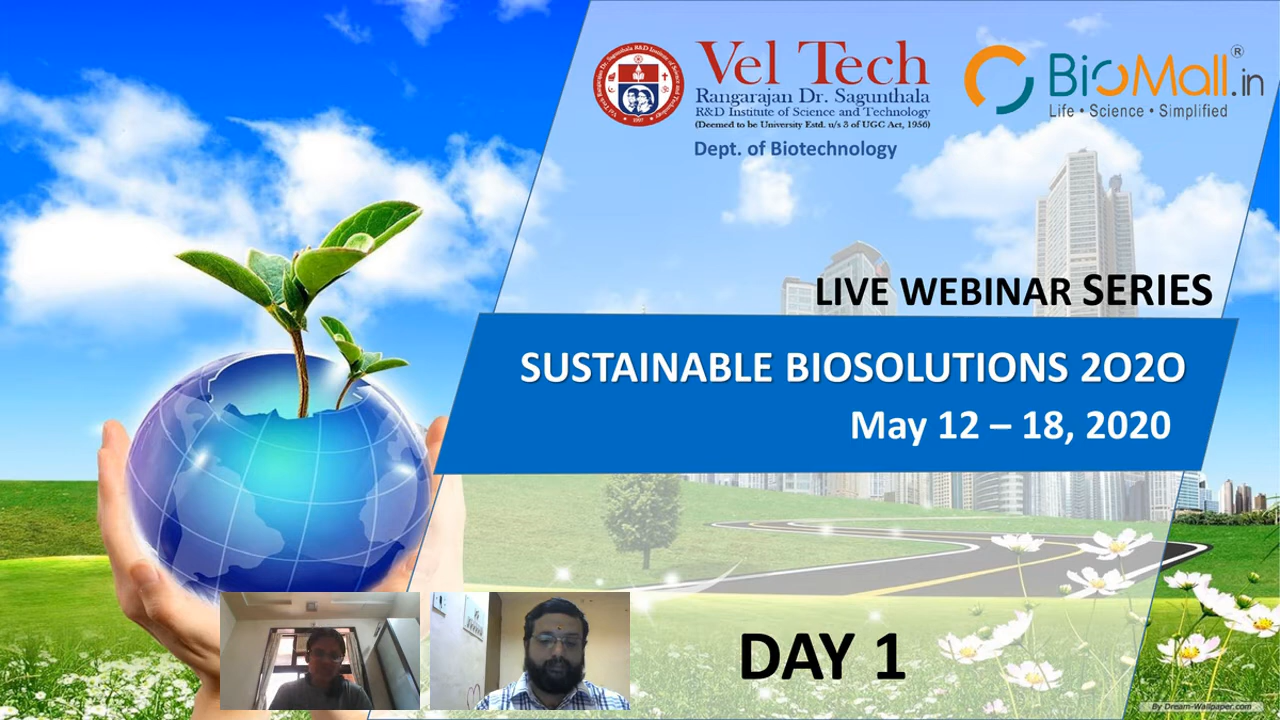 Vel Tech
Rangarajan Dr. Sagunthala
R&D Institute of Science and Technology
(Deemed to be University Estd. u/s 3 of UGC Act, 1956)
Dept. of Biotechnology
BioMall.in®
Life • Science • Simplified
LIVE WEBINAR SERIES
SUSTAINABLE BIOSOLUTIONS 2O2O
May 12 – 18, 2020
DAY 1
By Dream-Wallpaper.com